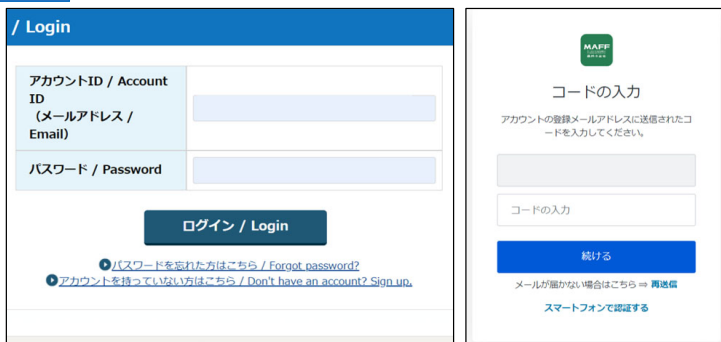 / Login
アカウントID / Account
ID
（メールアドレス /
Email）
パスワード / Password
ログイン / Login
パスワードを忘れた方はこちら / Forgot password?
アカウントを持っていない方はこちら / Don't have an account? Sign up.
MAFF
コードの入力
アカウントの登録メールアドレスに送信されたコ
ードを入力してください。
コードの入力
続ける
メールが届かない場合はこちら ⇒ 再送信
スマートフォンで認証する